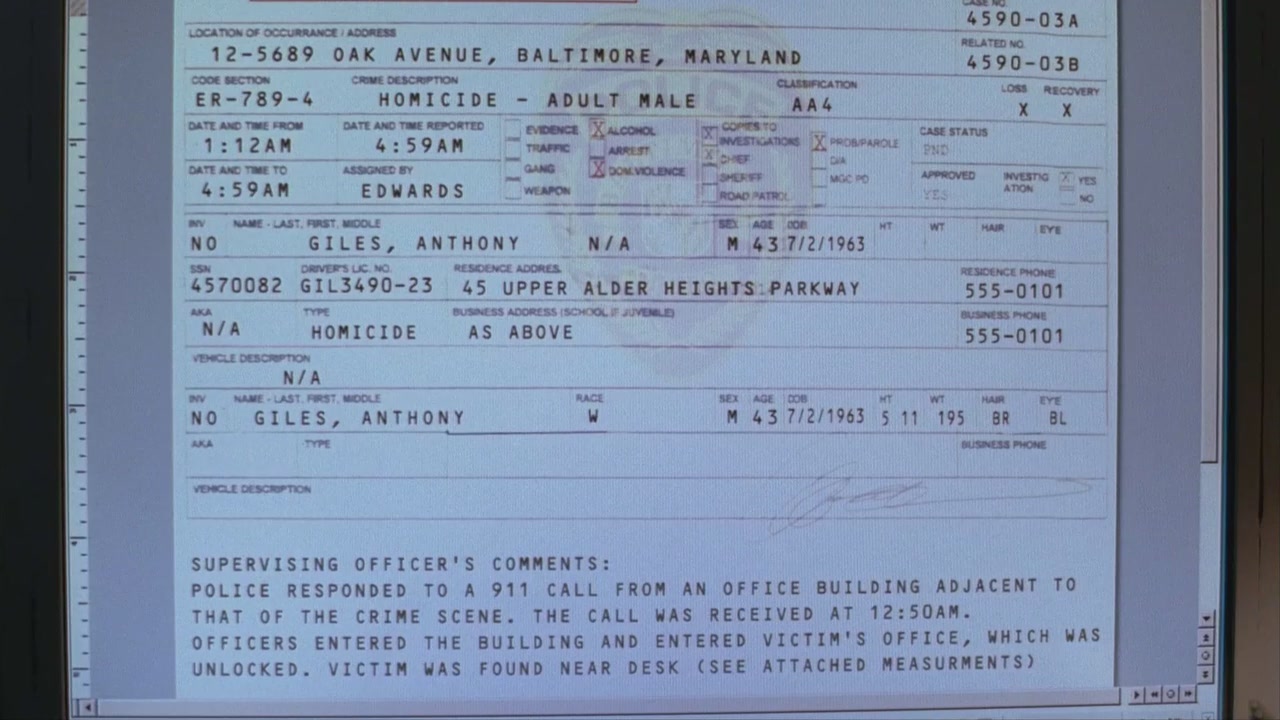 CASE NO.
4590-03A
LOCATION OF OCCURRANCE / ADDRESS
12-5689 OAK AVENUE, BALTIMORE, MARYLAND
RELATED NO.
4590-03B
CODE SECTION CRIME DESCRIPTION CLASSIFICATION LOSS RECOVERY
ER-789-4 HOMICIDE - ADULT MALE AA4 X X
DATE AND TIME FROM DATE AND TIME REPORTED
1:12AM 4:59AM
DATE AND TIME TO ASSIGNED BY
4:59AM EDWARDS
EVIDENCE
TRAFFIC
GANG
WEAPON
X ALCOHOL
ARREST
X DOM. VIOLENCE
X COPIES TO
INVESTIGATIONS
X CHIEF
SHERIFF
ROAD PATROL
X PROB/PAROLE
D/A
MGC PD
CASE STATUS
PND
APPROVED
YES
INVESTIG
ATION
X YES
NO
INV NAME - LAST, FIRST, MIDDLE SEX AGE DOB HT WT HAIR EYE
NO GILES, ANTHONY N/A M 43 7/2/1963
SSN DRIVER'S LIC. NO. RESIDENCE ADDRES. RESIDENCE PHONE
4570082 GIL3490-23 45 UPPER ALDER HEIGHTS PARKWAY 555-0101
AKA TYPE BUSINESS ADDRESS (SCHOOL IF JUVENILE) BUSINESS PHONE
N/A HOMICIDE AS ABOVE 555-0101
VEHICLE DESCRIPTION
N/A
INV NAME - LAST, FIRST, MIDDLE RACE SEX AGE DOB HT WT HAIR EYE
NO GILES, ANTHONY W M 43 7/2/1963 5 11 195 BR BL
AKA TYPE BUSINESS PHONE
VEHICLE DESCRIPTION
SUPERVISING OFFICER'S COMMENTS:
POLICE RESPONDED TO A 911 CALL FROM AN OFFICE BUILDING ADJACENT TO
THAT OF THE CRIME SCENE. THE CALL WAS RECEIVED AT 12:50AM.
OFFICERS ENTERED THE BUILDING AND ENTERED VICTIM'S OFFICE, WHICH WAS
UNLOCKED. VICTIM WAS FOUND NEAR DESK (SEE ATTACHED MEASURMENTS)